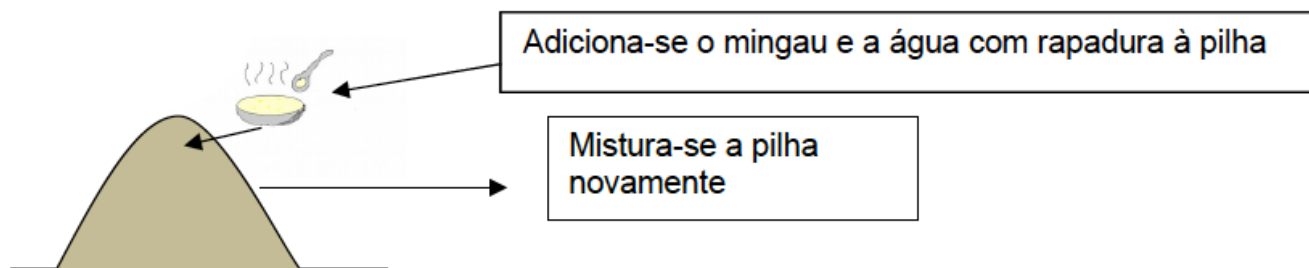 Adiciona-se o mingau e a água com rapadura à pilha
Mistura-se a pilha
novamente